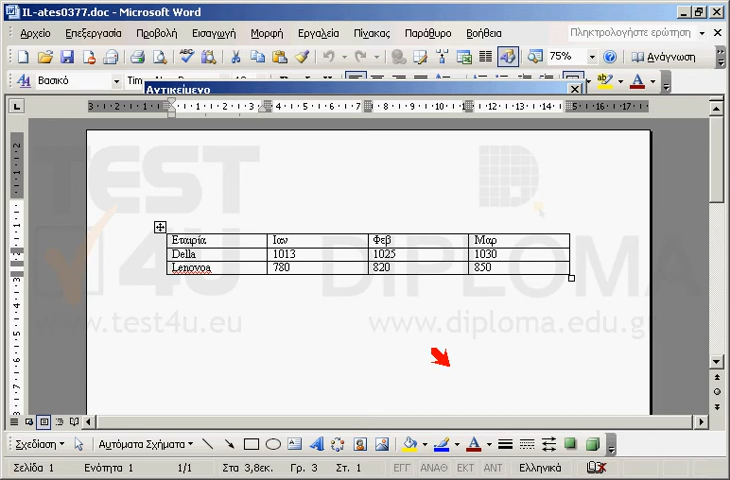 IL-ates0377.doc - Microsoft Word
Αρχείο Επεξεργασία Προβολή Εισαγωγή Μορφή Εργαλεία Πίνακας Παράθυρο Βοήθεια Πληκτρολογήστε ερώτηση
75% Ανάγνωση
Βασικό
Αντικείμενο
TEST 4U
DIPLOMA
Εταιρία Ιαν Φεβ Μαρ
Della 1013 1025 1030
Lenovoa 780 820 850
www.test4u.eu www.diploma.edu.gr
Σχεδίαση Αυτόματα Σχήματα
Σελίδα 1 Ενότητα 1 1/1 Στα 3,8εκ. Γρ. 3 Στ. 1 ΕΓΓ ΑΝΑΘ ΕΚΤ ΑΝΤ Ελληνικά